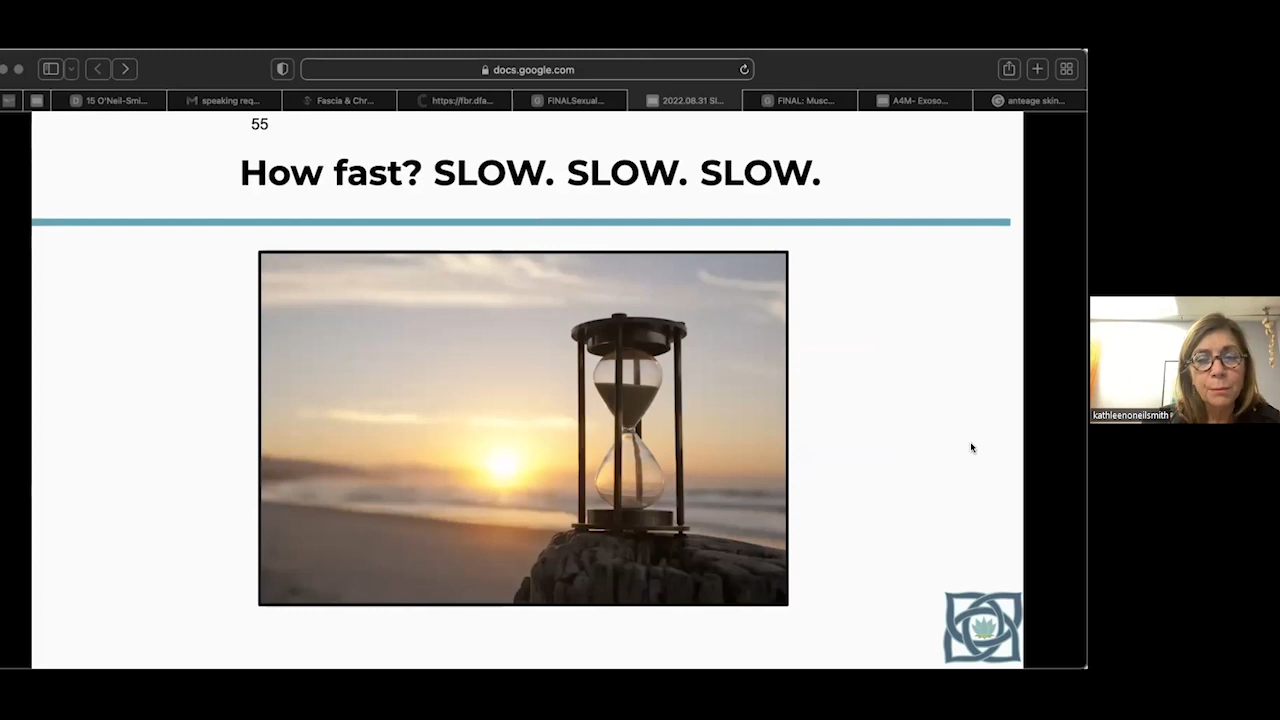 docs.google.com
15 O'Neil-Smi...
speaking req...
Fascia & Chr...
https://fbr.dfa...
FINALSexual...
2022.08.31 Sl...
FINAL: Musc...
A4M- Exoso...
anteage skin...
55
How fast? SLOW. SLOW. SLOW.
kathleenoneilsmith